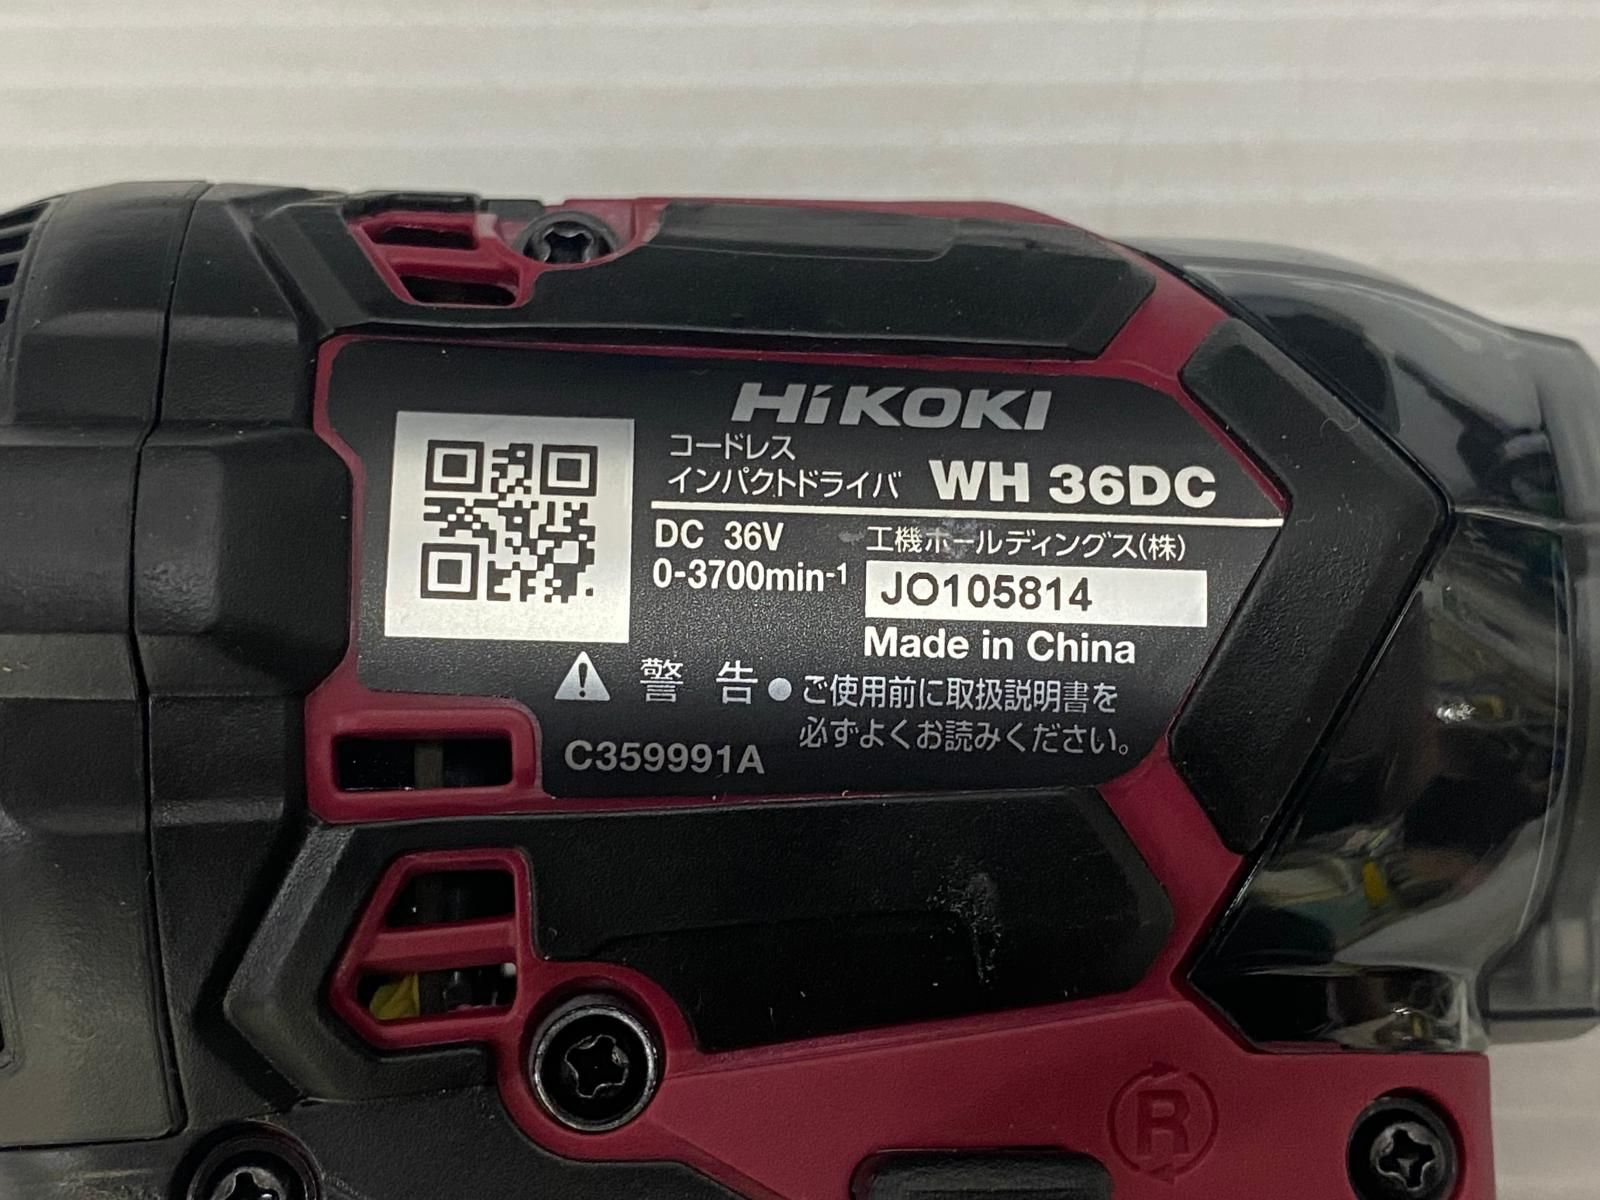 HiKOKI
コードレス
インパクトドライバ WH 36DC
DC 36V
0-3700min-1
工機ホールディングス(株)
JO105814
Made in China
⚠ 警 告 ●ご使用前に取扱説明書を
必ずよくお読みください。
C359991A
R